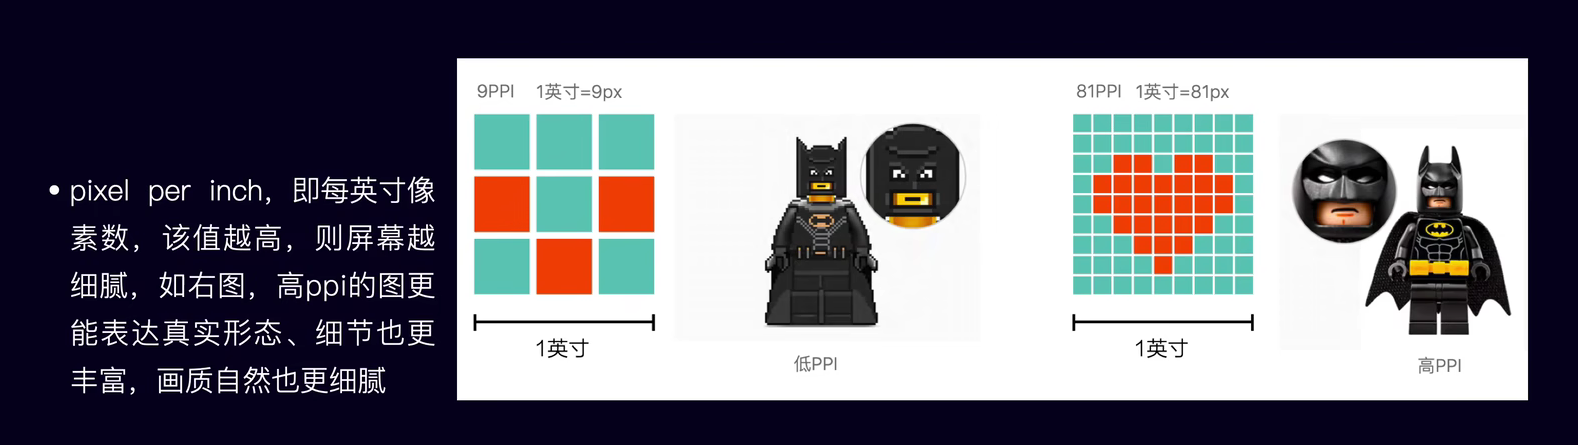 • pixel per inch，即每英寸像
素数，该值越高，则屏幕越
细腻，如右图，高ppi的图更
能表达真实形态、细节也更
丰富，画质自然也更细腻
9PPI 1英寸=9px
1英寸
低PPI
81PPI 1英寸=81px
1英寸
高PPI